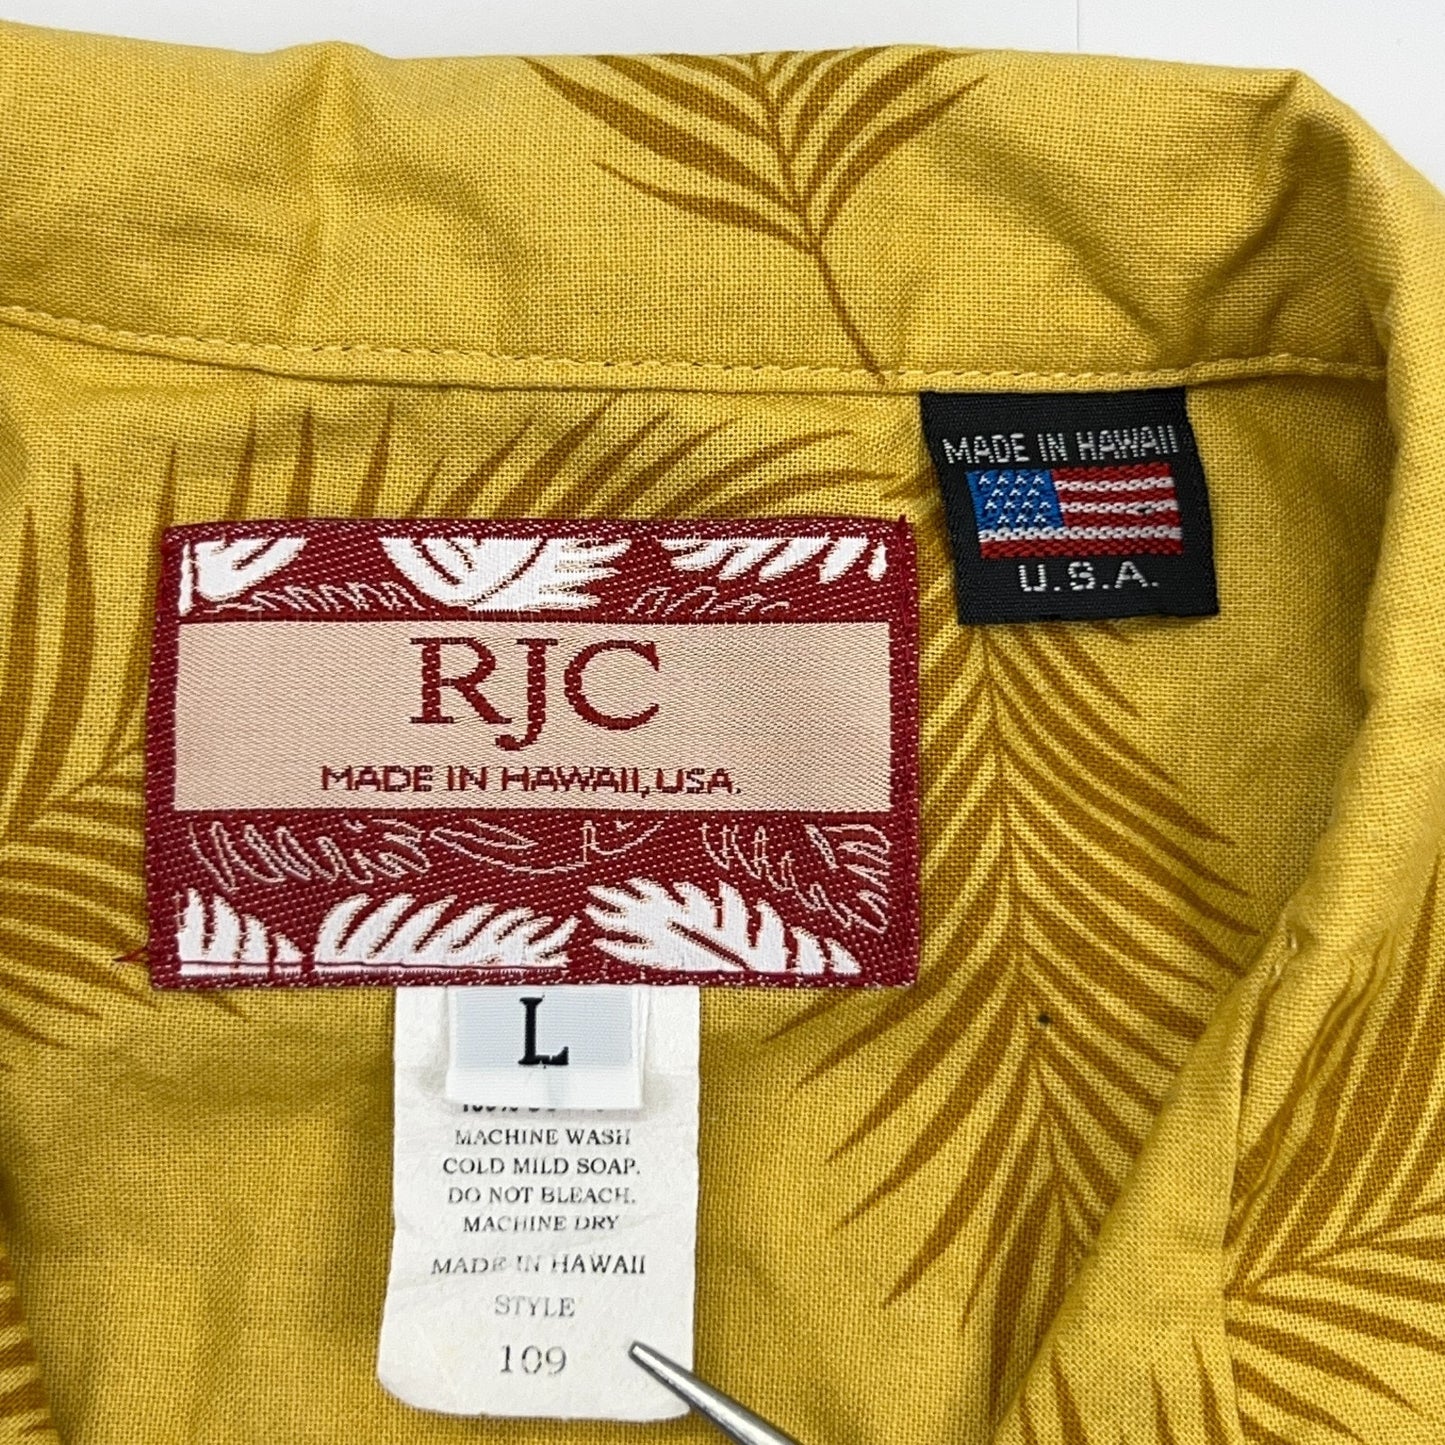 MADE IN HAWAII
U.S.A.
RJC
MADE IN HAWAII, USA.
L
MACHINE WASH
COLD MILD SOAP.
DO NOT BLEACH.
MACHINE DRY
MADE IN HAWAII
STYLE
109